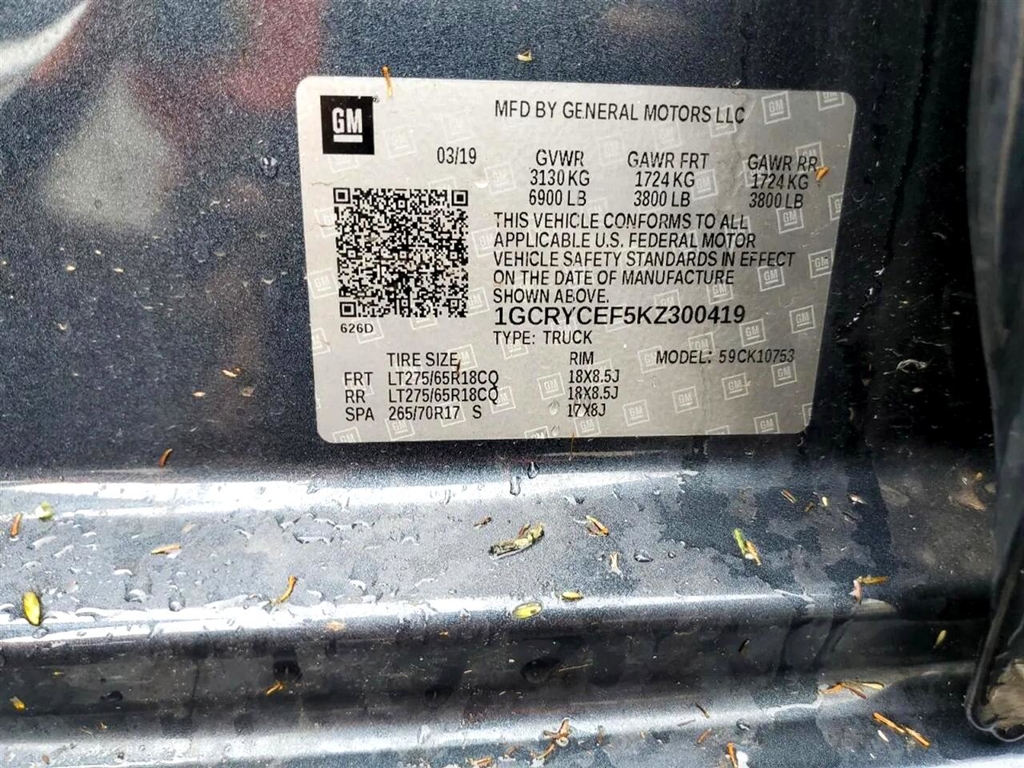 GM
MFD BY GENERAL MOTORS LLC
03/19 GVWR GAWR FRT GAWR RR
3130 KG 1724 KG 1724 KG
6900 LB 3800 LB 3800 LB
THIS VEHICLE CONFORMS TO ALL
APPLICABLE U.S. FEDERAL MOTOR
VEHICLE SAFETY STANDARDS IN EFFECT
ON THE DATE OF MANUFACTURE
SHOWN ABOVE.
626D
1GCRYCEF5KZ300419
TYPE: TRUCK
TIRE SIZE RIM MODEL: 59CK10753
FRT LT275/65R18CQ 18X8.5J
RR LT275/65R18CQ 18X8.5J
SPA 265/70R17 S 17X8J